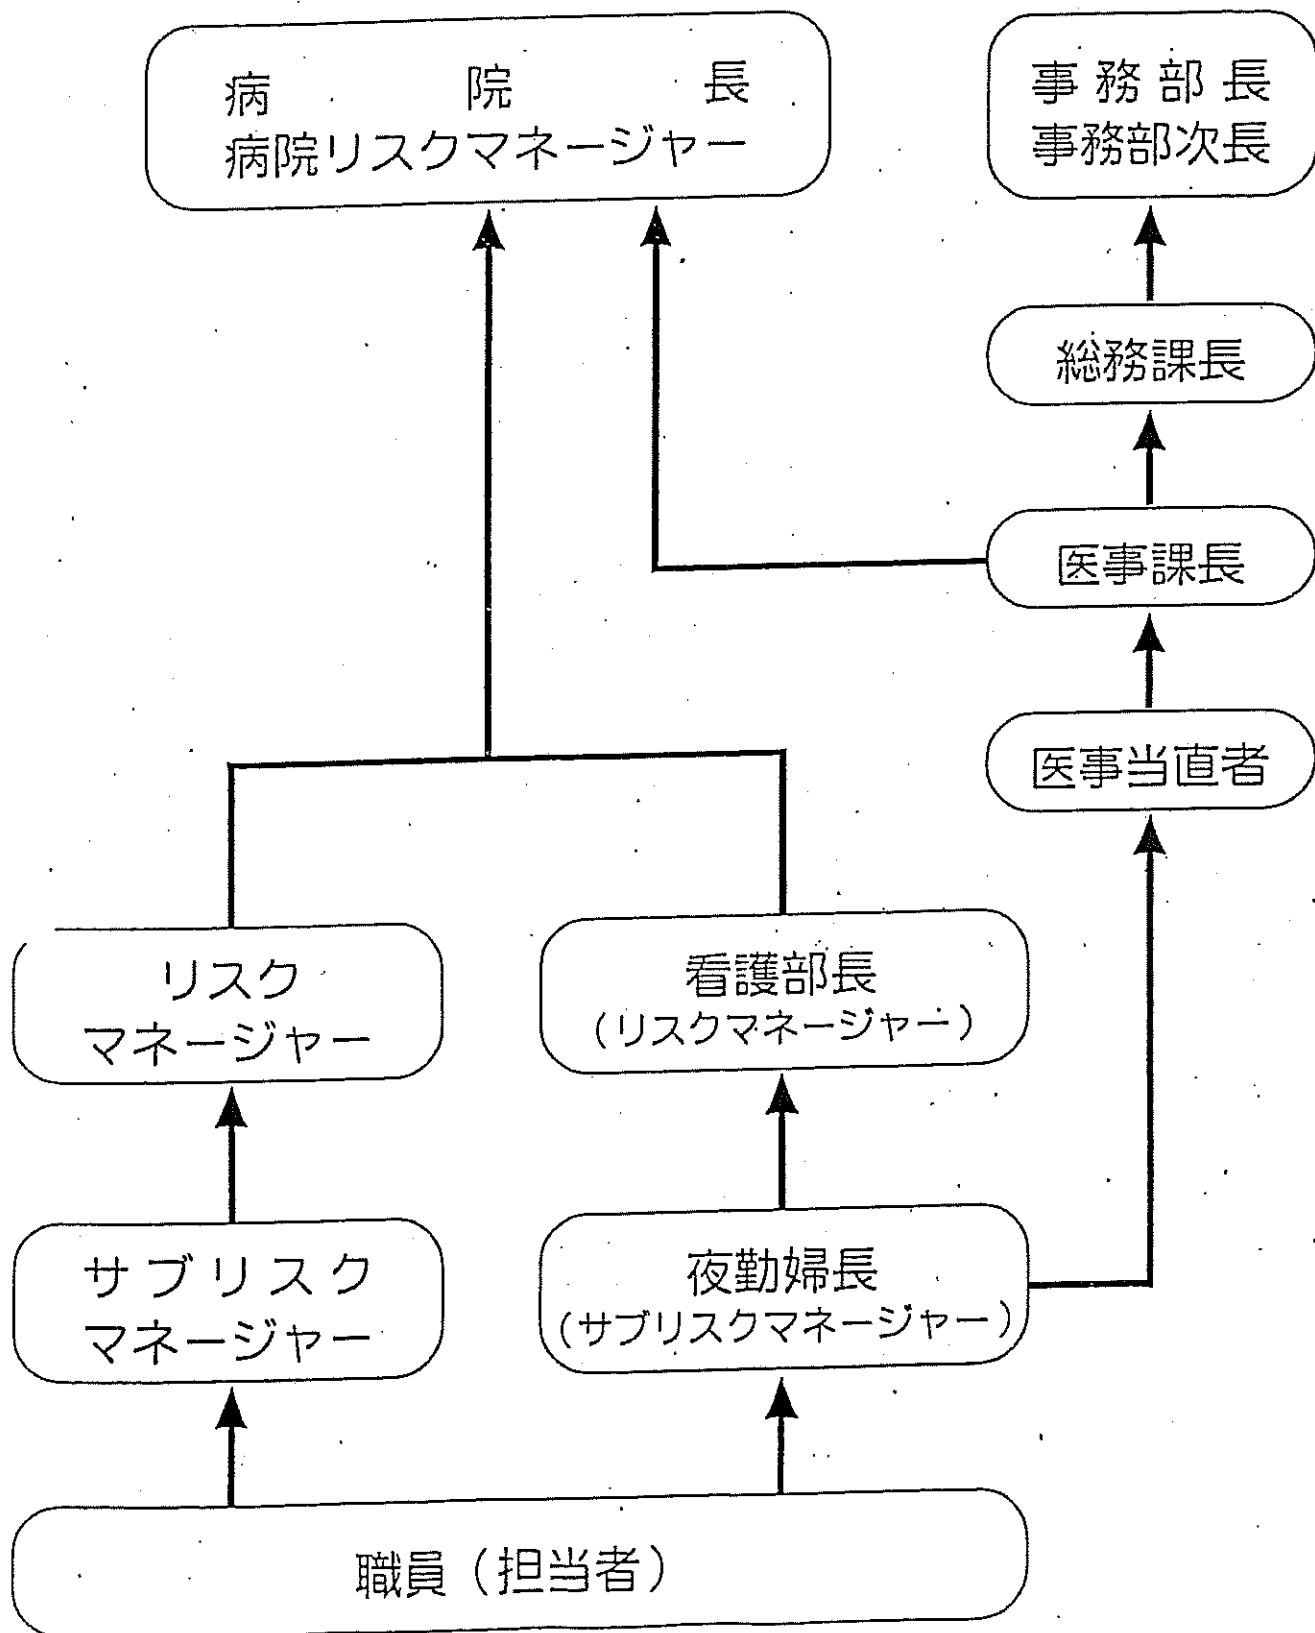 病院長
病院リスクマネージャー
事務部長
事務部次長
総務課長
医事課長
医事当直者
リスク
マネージャー
看護部長
(リスクマネージャー)
サブリスク
マネージャー
夜勤婦長
(サブリスクマネージャー)
職員(担当者)